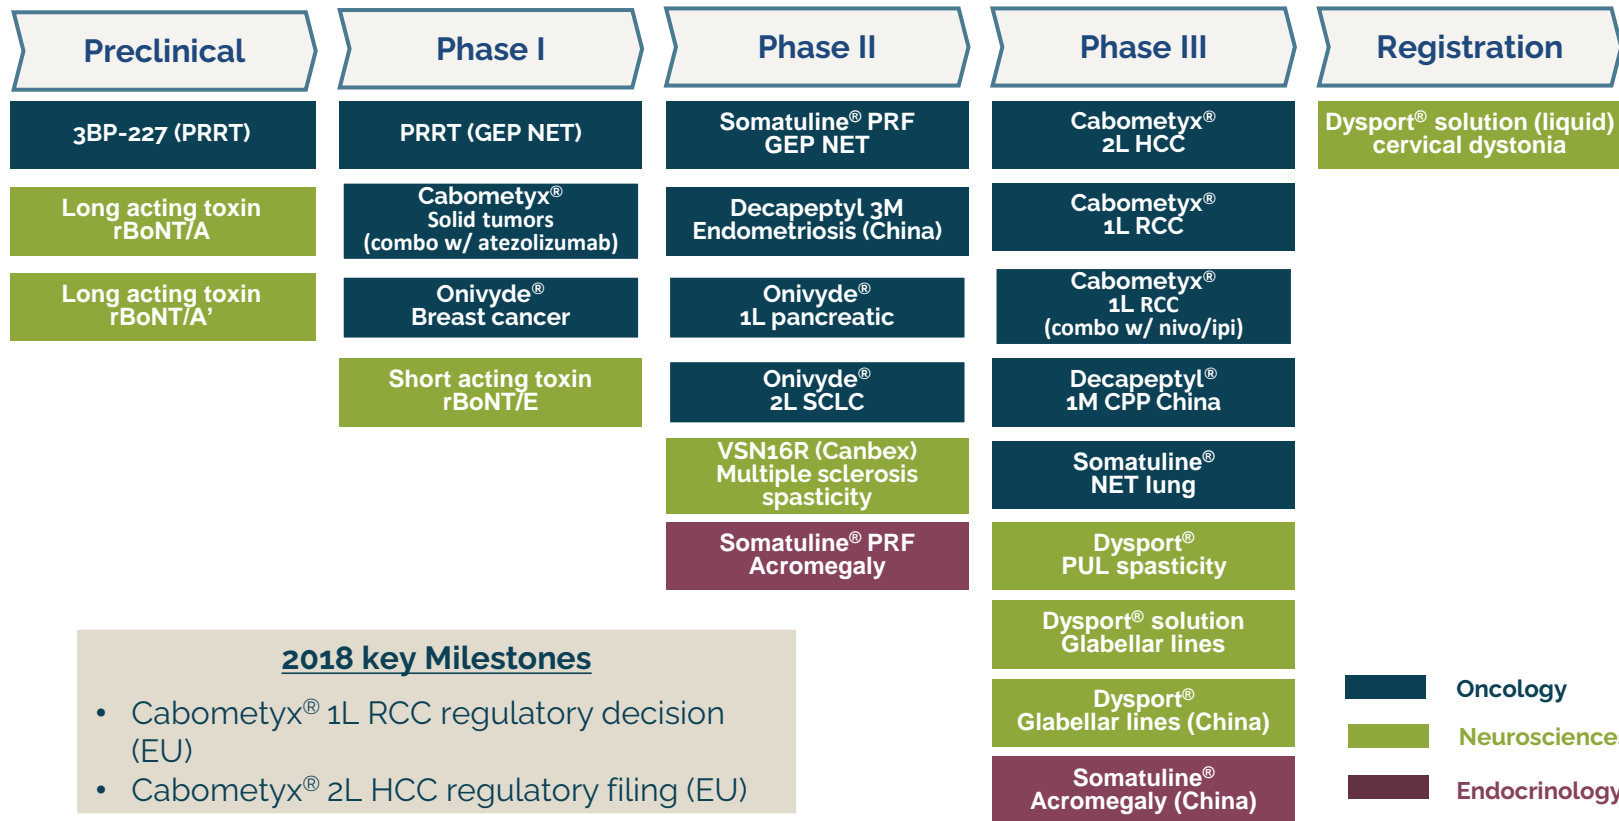 Preclinical
3BP-227 (PRRT)
Long acting toxin
rBoNT/A
Long acting toxin
rBoNT/A’
Phase I
PRRT (GEP NET)
Cabometyx®
Solid tumors
(combo w/ atezolizumab)
Onivyde®
Breast cancer
Short acting toxin
rBoNT/E
Phase II
Somatuline® PRF
GEP NET
Decapeptyl 3M
Endometriosis (China)
Onivyde®
1L pancreatic
Onivyde®
2L SCLC
VSN16R (Canbex)
Multiple sclerosis
spasticity
Somatuline® PRF
Acromegaly
Phase III
Cabometyx®
2L HCC
Cabometyx®
1L RCC
Cabometyx®
1L RCC
(combo w/ nivo/ipi)
Decapeptyl®
1M CPP China
Somatuline®
NET lung
Dysport®
PUL spasticity
Dysport® solution
Glabellar lines
Dysport®
Glabellar lines (China)
Somatuline®
Acromegaly (China)
Registration
Dysport® solution (liquid)
cervical dystonia
2018 key Milestones
• Cabometyx® 1L RCC regulatory decision
(EU)
• Cabometyx® 2L HCC regulatory filing (EU)
Oncology
Neurosciences
Endocrinology